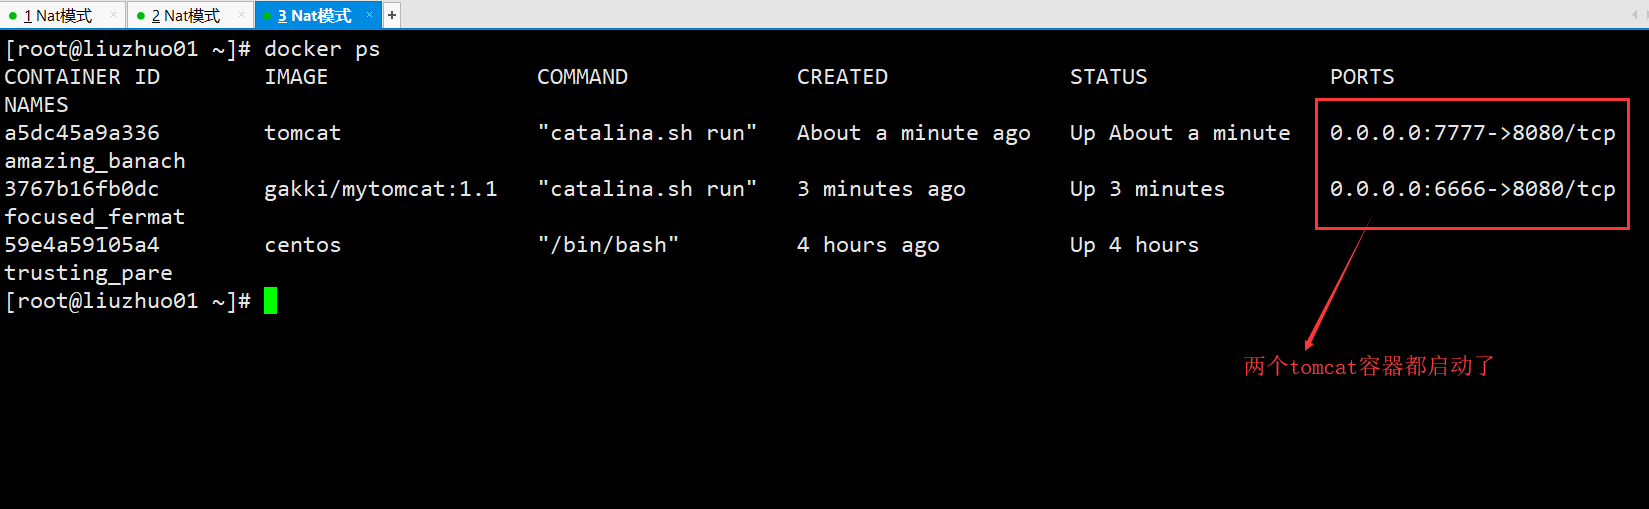 1 Nat模式 × 2 Nat模式 × 3 Nat模式 × +
[root@liuzhuo01 ~]# docker ps
CONTAINER ID        IMAGE               COMMAND             CREATED              STATUS              PORTS
NAMES
a5dc45a9a336        tomcat              "catalina.sh run"   About a minute ago   Up About a minute   0.0.0.0:7777->8080/tcp
amazing_banach
3767b16fb0dc        gakki/mytomcat:1.1  "catalina.sh run"   3 minutes ago        Up 3 minutes        0.0.0.0:6666->8080/tcp
focused_fermat
59e4a59105a4        centos              "/bin/bash"         4 hours ago          Up 4 hours
trusting_pare
[root@liuzhuo01 ~]#
两个tomcat容器都启动了